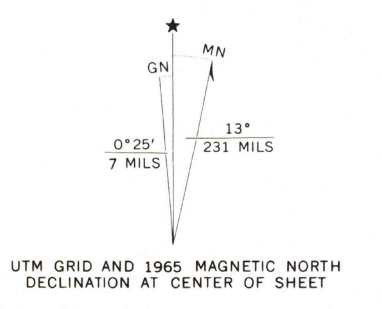 MN
GN
13°
231 MILS
0°25'
7 MILS
UTM GRID AND 1965 MAGNETIC NORTH
DECLINATION AT CENTER OF SHEET